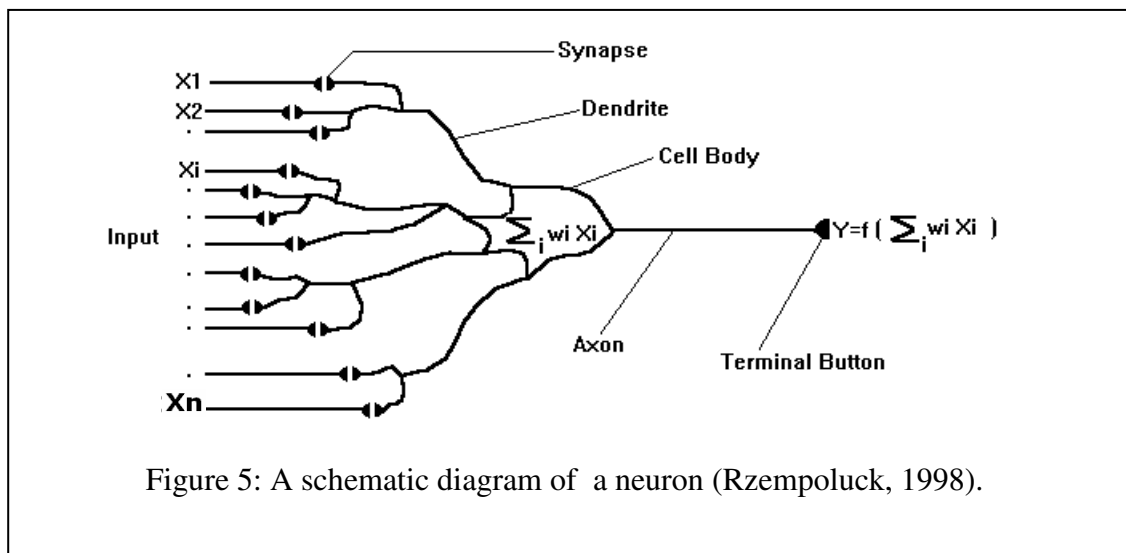 Synapse
X1
X2
.
Dendrite
Cell Body
Xi
.
.
Input
.
∑i wi Xi
Y=f ( ∑i wi Xi )
.
.
.
Axon
Terminal Button
.
Xn
Figure 5: A schematic diagram of a neuron (Rzempoluck, 1998).